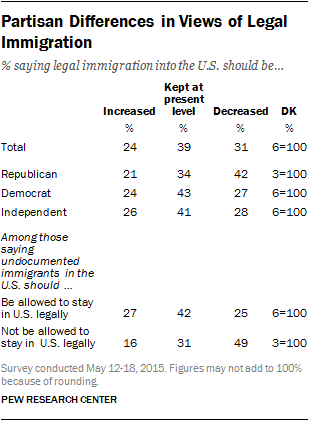 Partisan Differences in Views of Legal
Immigration
% saying legal immigration into the U.S. should be...
Kept at
present
Increased level Decreased DK
% % % %
Total 24 39 31 6=100
Republican 21 34 42 3=100
Democrat 24 43 27 6=100
Independent 26 41 28 6=100
Among those
saying
undocumented
immigrants in the
U.S. should ...
Be allowed to stay
in U.S. legally 27 42 25 6=100
Not be allowed to
stay in U.S. legally 16 31 49 3=100
Survey conducted May 12-18, 2015. Figures may not add to 100%
because of rounding.
PEW RESEARCH CENTER